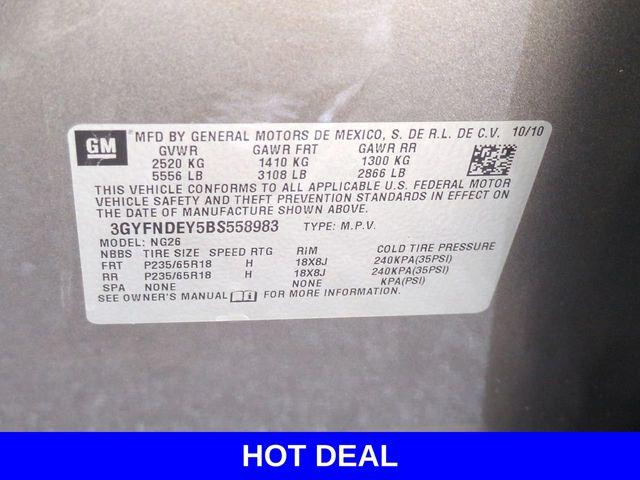 GM
MFD BY GENERAL MOTORS DE MEXICO, S. DE R.L. DE C.V. 10/10
GVWR GAWR FRT GAWR RR
2520 KG 1410 KG 1300 KG
5556 LB 3108 LB 2866 LB
THIS VEHICLE CONFORMS TO ALL APPLICABLE U.S. FEDERAL MOTOR
VEHICLE SAFETY AND THEFT PREVENTION STANDARDS IN EFFECT ON THE
DATE OF MANUFACTURE SHOWN ABOVE.
3GYFNDEY5BS558983 TYPE: M.P.V.
MODEL: NG26
NBBS TIRE SIZE SPEED RTG RIM COLD TIRE PRESSURE
FRT P235/65R18 H 18X8J 240KPA(35PSI)
RR P235/65R18 H 18X8J 240KPA(35PSI)
SPA NONE NONE KPA(PSI)
SEE OWNER'S MANUAL FOR MORE INFORMATION.
HOT DEAL